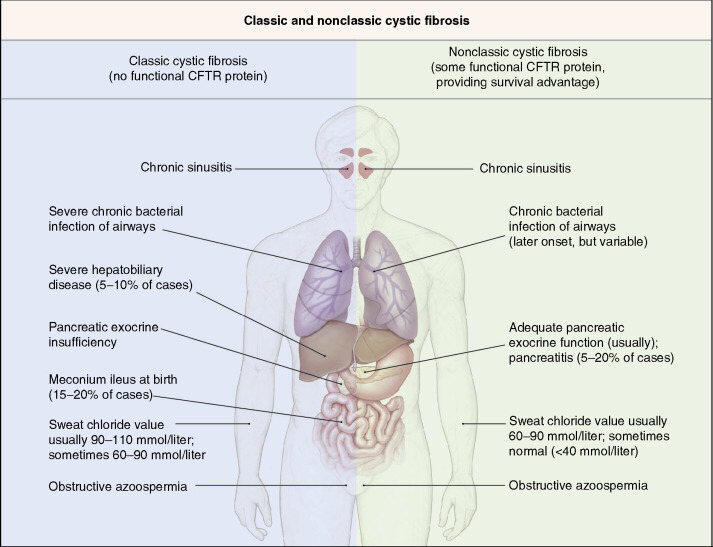 Classic and nonclassic cystic fibrosis
Classic cystic fibrosis
(no functional CFTR protein)
Nonclassic cystic fibrosis
(some functional CFTR protein,
providing survival advantage)
Chronic sinusitis
Severe chronic bacterial
infection of airways
Severe hepatobiliary
disease (5–10% of cases)
Pancreatic exocrine
insufficiency
Meconium ileus at birth
(15–20% of cases)
Sweat chloride value
usually 90–110 mmol/liter;
sometimes 60–90 mmol/liter
Obstructive azoospermia
Chronic sinusitis
Chronic bacterial
infection of airways
(later onset, but variable)
Adequate pancreatic
exocrine function (usually);
pancreatitis (5–20% of cases)
Sweat chloride value usually
60–90 mmol/liter; sometimes
normal (<40 mmol/liter)
Obstructive azoospermia